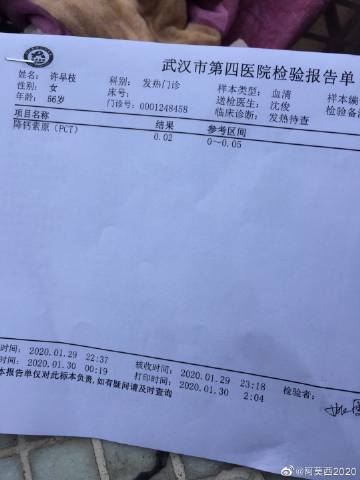 武汉市第四医院检验报告单
姓名: 许早枝 科别: 发热门诊 样本类型: 血清 样本编
性别: 女 床号: 送检医生: 沈俊 检验备注
年龄: 56岁 门诊号: 0001248458 临床诊断: 发热待查
项目名称 结果 参考区间
降钙素原 (PCT) 0.02 0--0.05
时间: 2020.01.29 22:37 核收时间: 2020.01.29 23:18 检验者:
时间: 2020.01.30 00:19 打印时间: 2020.01.30 2:04
本报告单仅对此标本负责,如有疑问请及时查询
@阿莫西2020